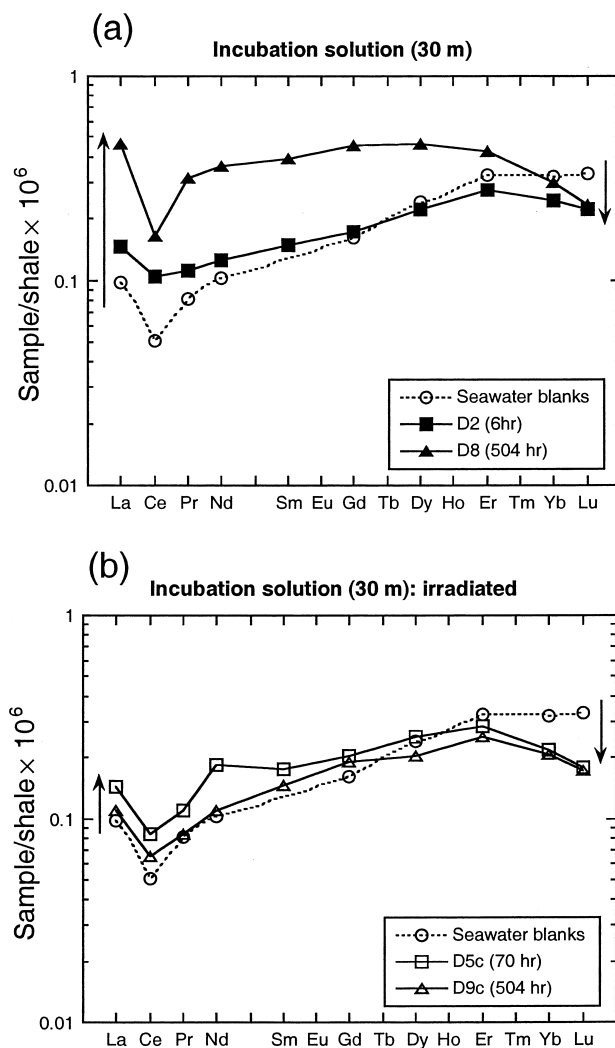 (a)
Incubation solution (30 m)
Sample/shale × 10⁶
1
0.1
0.01
Seawater blanks
D2 (6hr)
D8 (504 hr)
La Ce Pr Nd Sm Eu Gd Tb Dy Ho Er Tm Yb Lu
(b)
Incubation solution (30 m): irradiated
Sample/shale × 10⁶
1
0.1
0.01
Seawater blanks
D5c (70 hr)
D9c (504 hr)
La Ce Pr Nd Sm Eu Gd Tb Dy Ho Er Tm Yb Lu